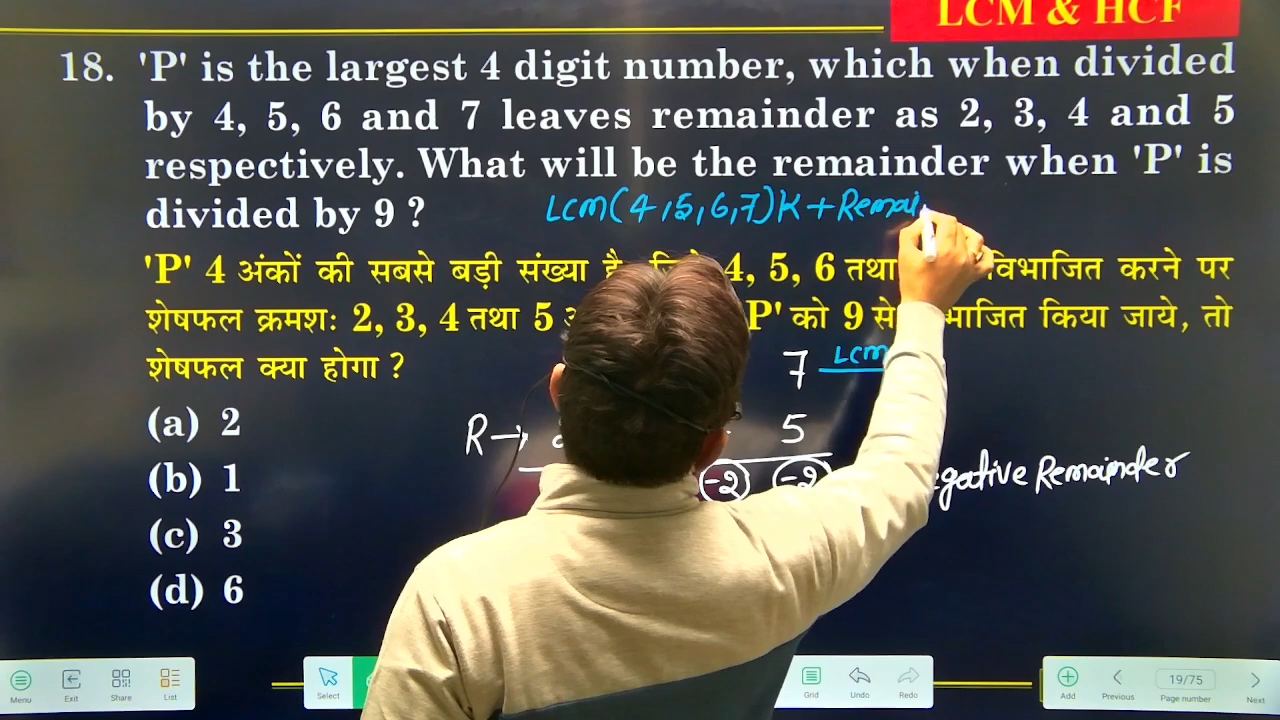 LCM & HCF
18. 'P' is the largest 4 digit number, which when divided
by 4, 5, 6 and 7 leaves remainder as 2, 3, 4 and 5
respectively. What will be the remainder when 'P' is
divided by 9 ?
LCM(4,5,6,7)K+Remai
'P' 4 अंकों की सबसे बड़ी संख्या 4, 5, 6 तथा विभाजित करने पर
शेषफल क्रमशः 2, 3, 4 तथा 5 P' को 9 से किया जाये, तो
शेषफल क्या होगा ?
7 LCM
(a) 2
R→ 5
(b) 1
-2 -2 Remainder
(c) 3
(d) 6
Menu Exit Share List Select Grid Undo Redo Add Previous 19/75 Page number Next